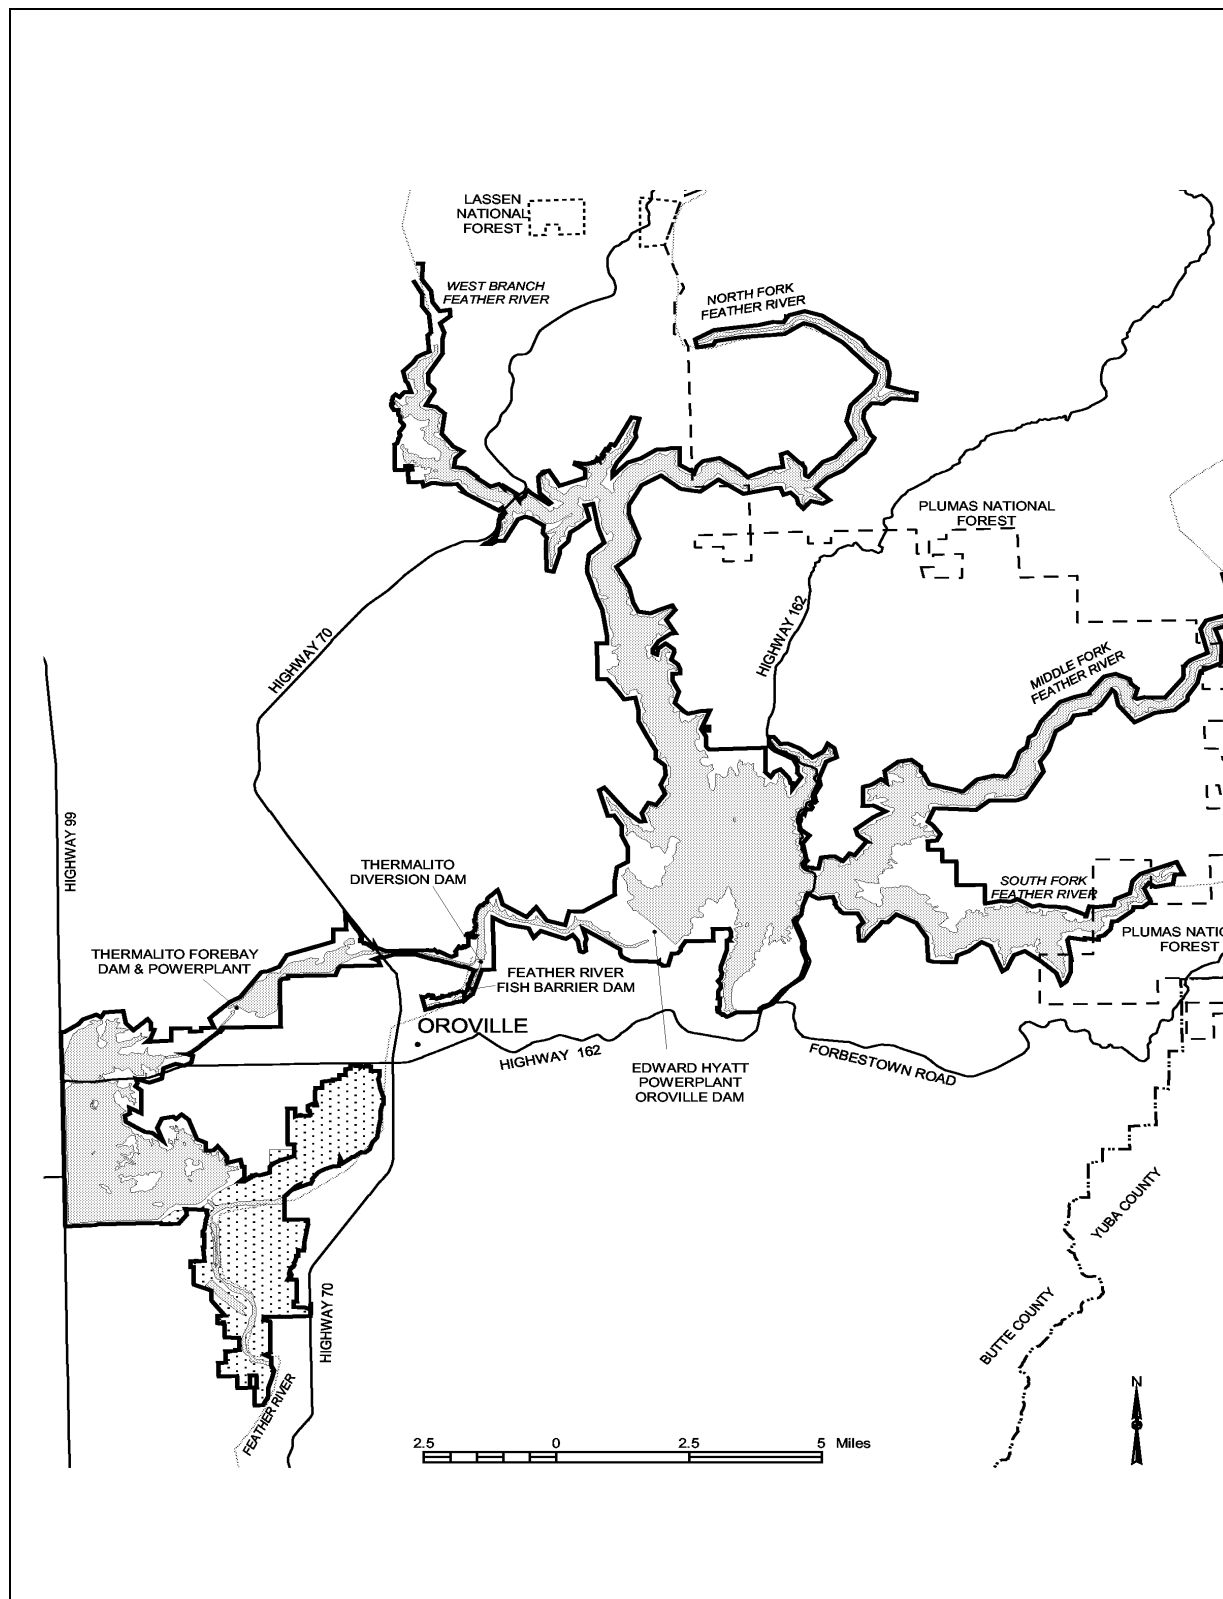 LASSEN
NATIONAL
FOREST
WEST BRANCH
FEATHER RIVER
NORTH FORK
FEATHER RIVER
PLUMAS NATIONAL
FOREST
HIGHWAY 70
HIGHWAY 162
MIDDLE FORK
FEATHER RIVER
HIGHWAY 99
THERMALITO
DIVERSION DAM
SOUTH FORK
FEATHER RIVER
PLUMAS NATIO
FOREST
THERMALITO FOREBAY
DAM & POWERPLANT
FEATHER RIVER
FISH BARRIER DAM
OROVILLE
HIGHWAY 162
EDWARD HYATT
POWERPLANT
OROVILLE DAM
FORBESTOWN ROAD
YUBA COUNTY
BUTTE COUNTY
HIGHWAY 70
FEATHER RIVER
N
2.5 0 2.5 5 Miles